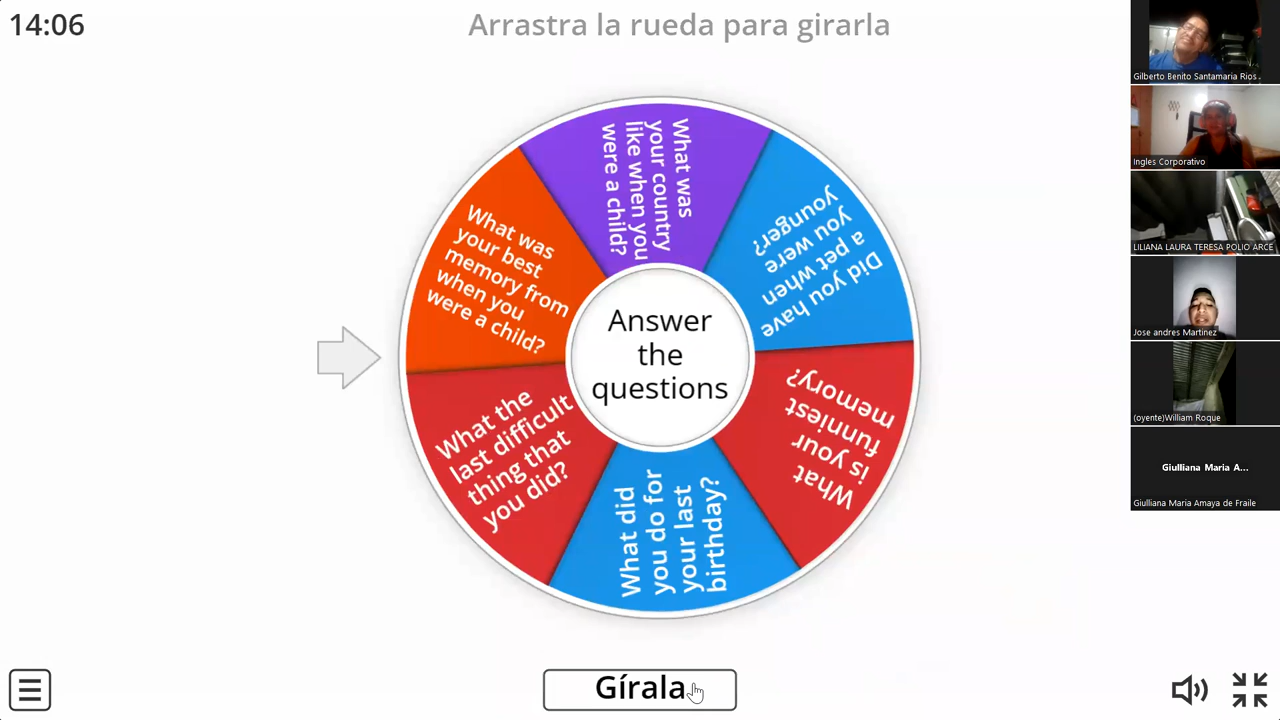 14:06
Arrastra la rueda para girarla
What was
your country
like when you
were a child?
Did you have
a pet when
you were
younger?
What
is your
funniest
memory?
What did
you do for
your last
birthday?
What the
last difficult
thing that
you did?
What was
your best
memory from
when you
were a child?
Answer
the
questions
Gírala
Gilberto Benito Santamaria Rios
Ingles Corporativo
LILIANA LAURA TERESA POLIO ARCE
Jose andres Martinez
(oyente)William Roque
Giulliana Maria A...
Giulliana Maria Amaya de Fraile